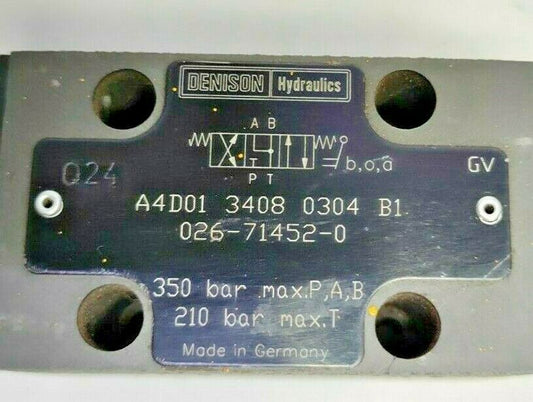 DENISON Hydraulics
A B
T
b,o,a
P T
Q24
GV
A4D01 3408 0304 B1
026-71452-0
350 bar max.P,A,B
210 bar max.T
Made in Germany